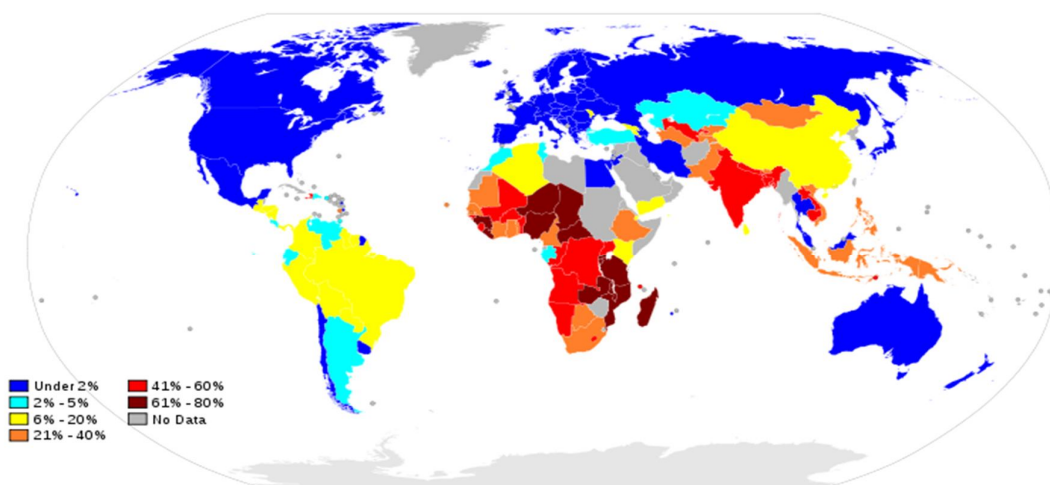 Under 2%
2% - 5%
6% - 20%
21% - 40%
41% - 60%
61% - 80%
No Data